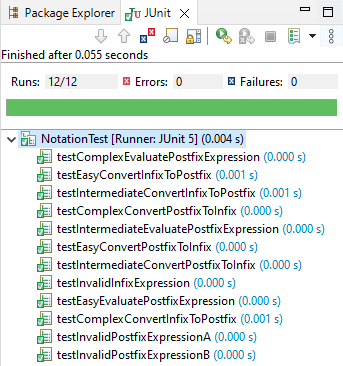 Package Explorer JUnit
Finished after 0.055 seconds
Runs: 12/12 Errors: 0 Failures: 0
NotationTest [Runner: JUnit 5] (0.004 s)
testComplexEvaluatePostfixExpression (0.000 s)
testEasyConvertInfixToPostfix (0.001 s)
testIntermediateConvertInfixToPostfix (0.001 s)
testComplexConvertPostfixToInfix (0.000 s)
testIntermediateEvaluatePostfixExpression (0.000 s)
testEasyConvertPostfixToInfix (0.000 s)
testIntermediateConvertPostfixToInfix (0.000 s)
testInvalidInfixExpression (0.000 s)
testEasyEvaluatePostfixExpression (0.000 s)
testComplexConvertInfixToPostfix (0.001 s)
testInvalidPostfixExpressionA (0.000 s)
testInvalidPostfixExpressionB (0.000 s)